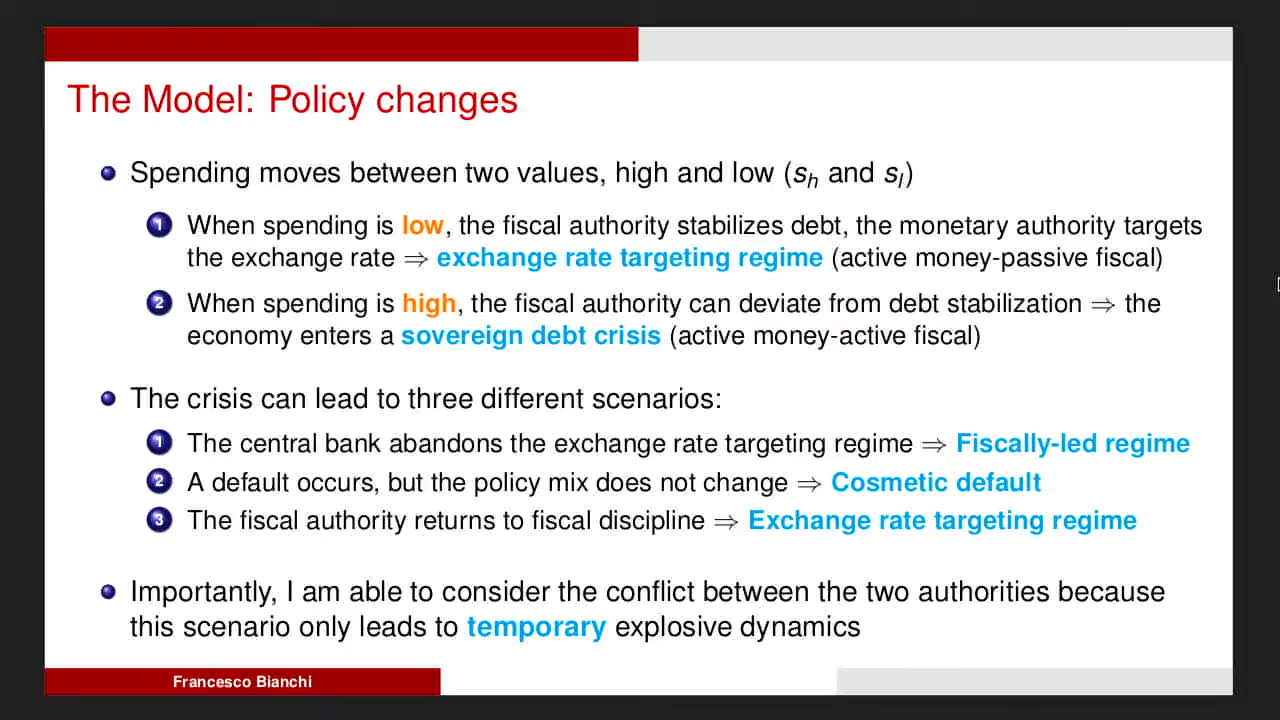 The Model: Policy changes
Spending moves between two values, high and low (s_h and s_l)
1 When spending is low, the fiscal authority stabilizes debt, the monetary authority targets
the exchange rate ⇒ exchange rate targeting regime (active money-passive fiscal)
2 When spending is high, the fiscal authority can deviate from debt stabilization ⇒ the
economy enters a sovereign debt crisis (active money-active fiscal)
The crisis can lead to three different scenarios:
1 The central bank abandons the exchange rate targeting regime ⇒ Fiscally-led regime
2 A default occurs, but the policy mix does not change ⇒ Cosmetic default
3 The fiscal authority returns to fiscal discipline ⇒ Exchange rate targeting regime
Importantly, I am able to consider the conflict between the two authorities because
this scenario only leads to temporary explosive dynamics
Francesco Bianchi